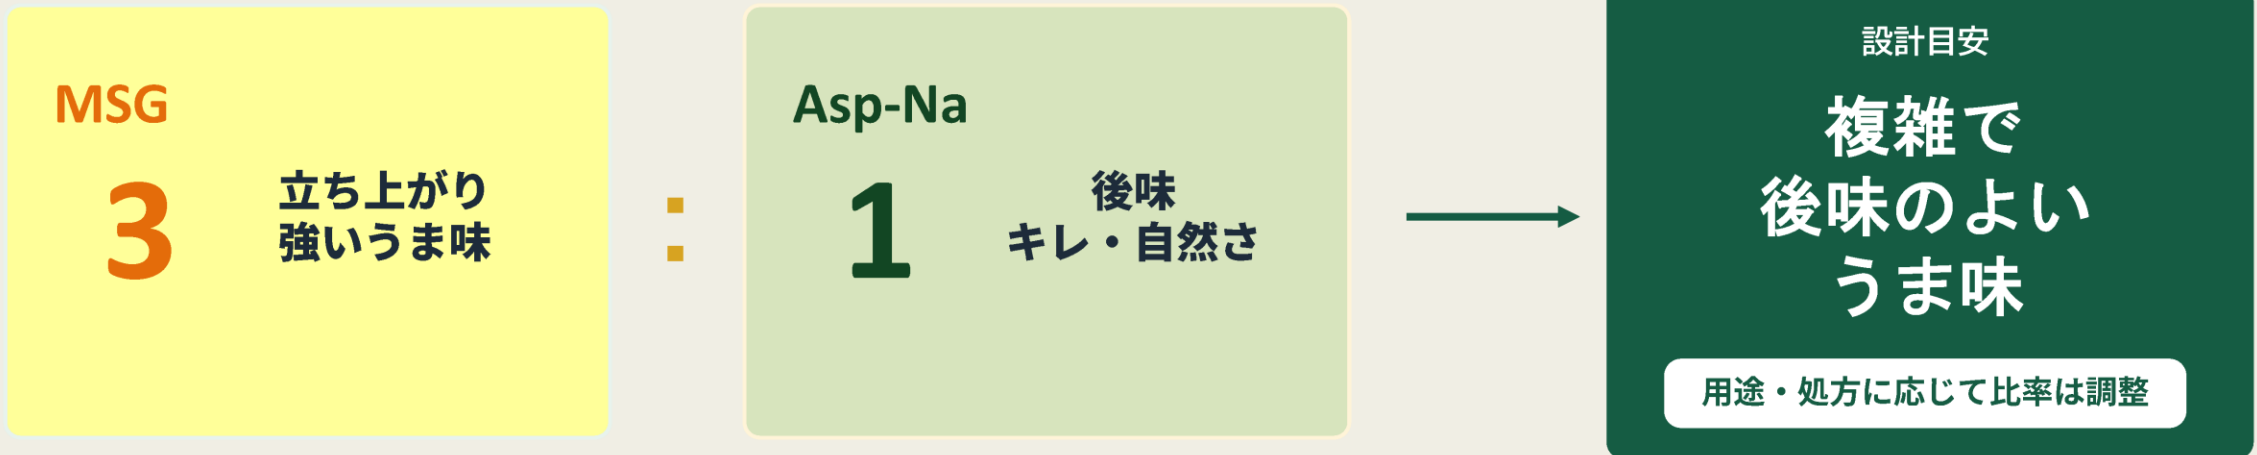 MSG
3
立ち上がり
強いうま味
:
Asp-Na
1
後味
キレ・自然さ
設計目安
複雑で
後味のよい
うま味
用途・処方に応じて比率は調整